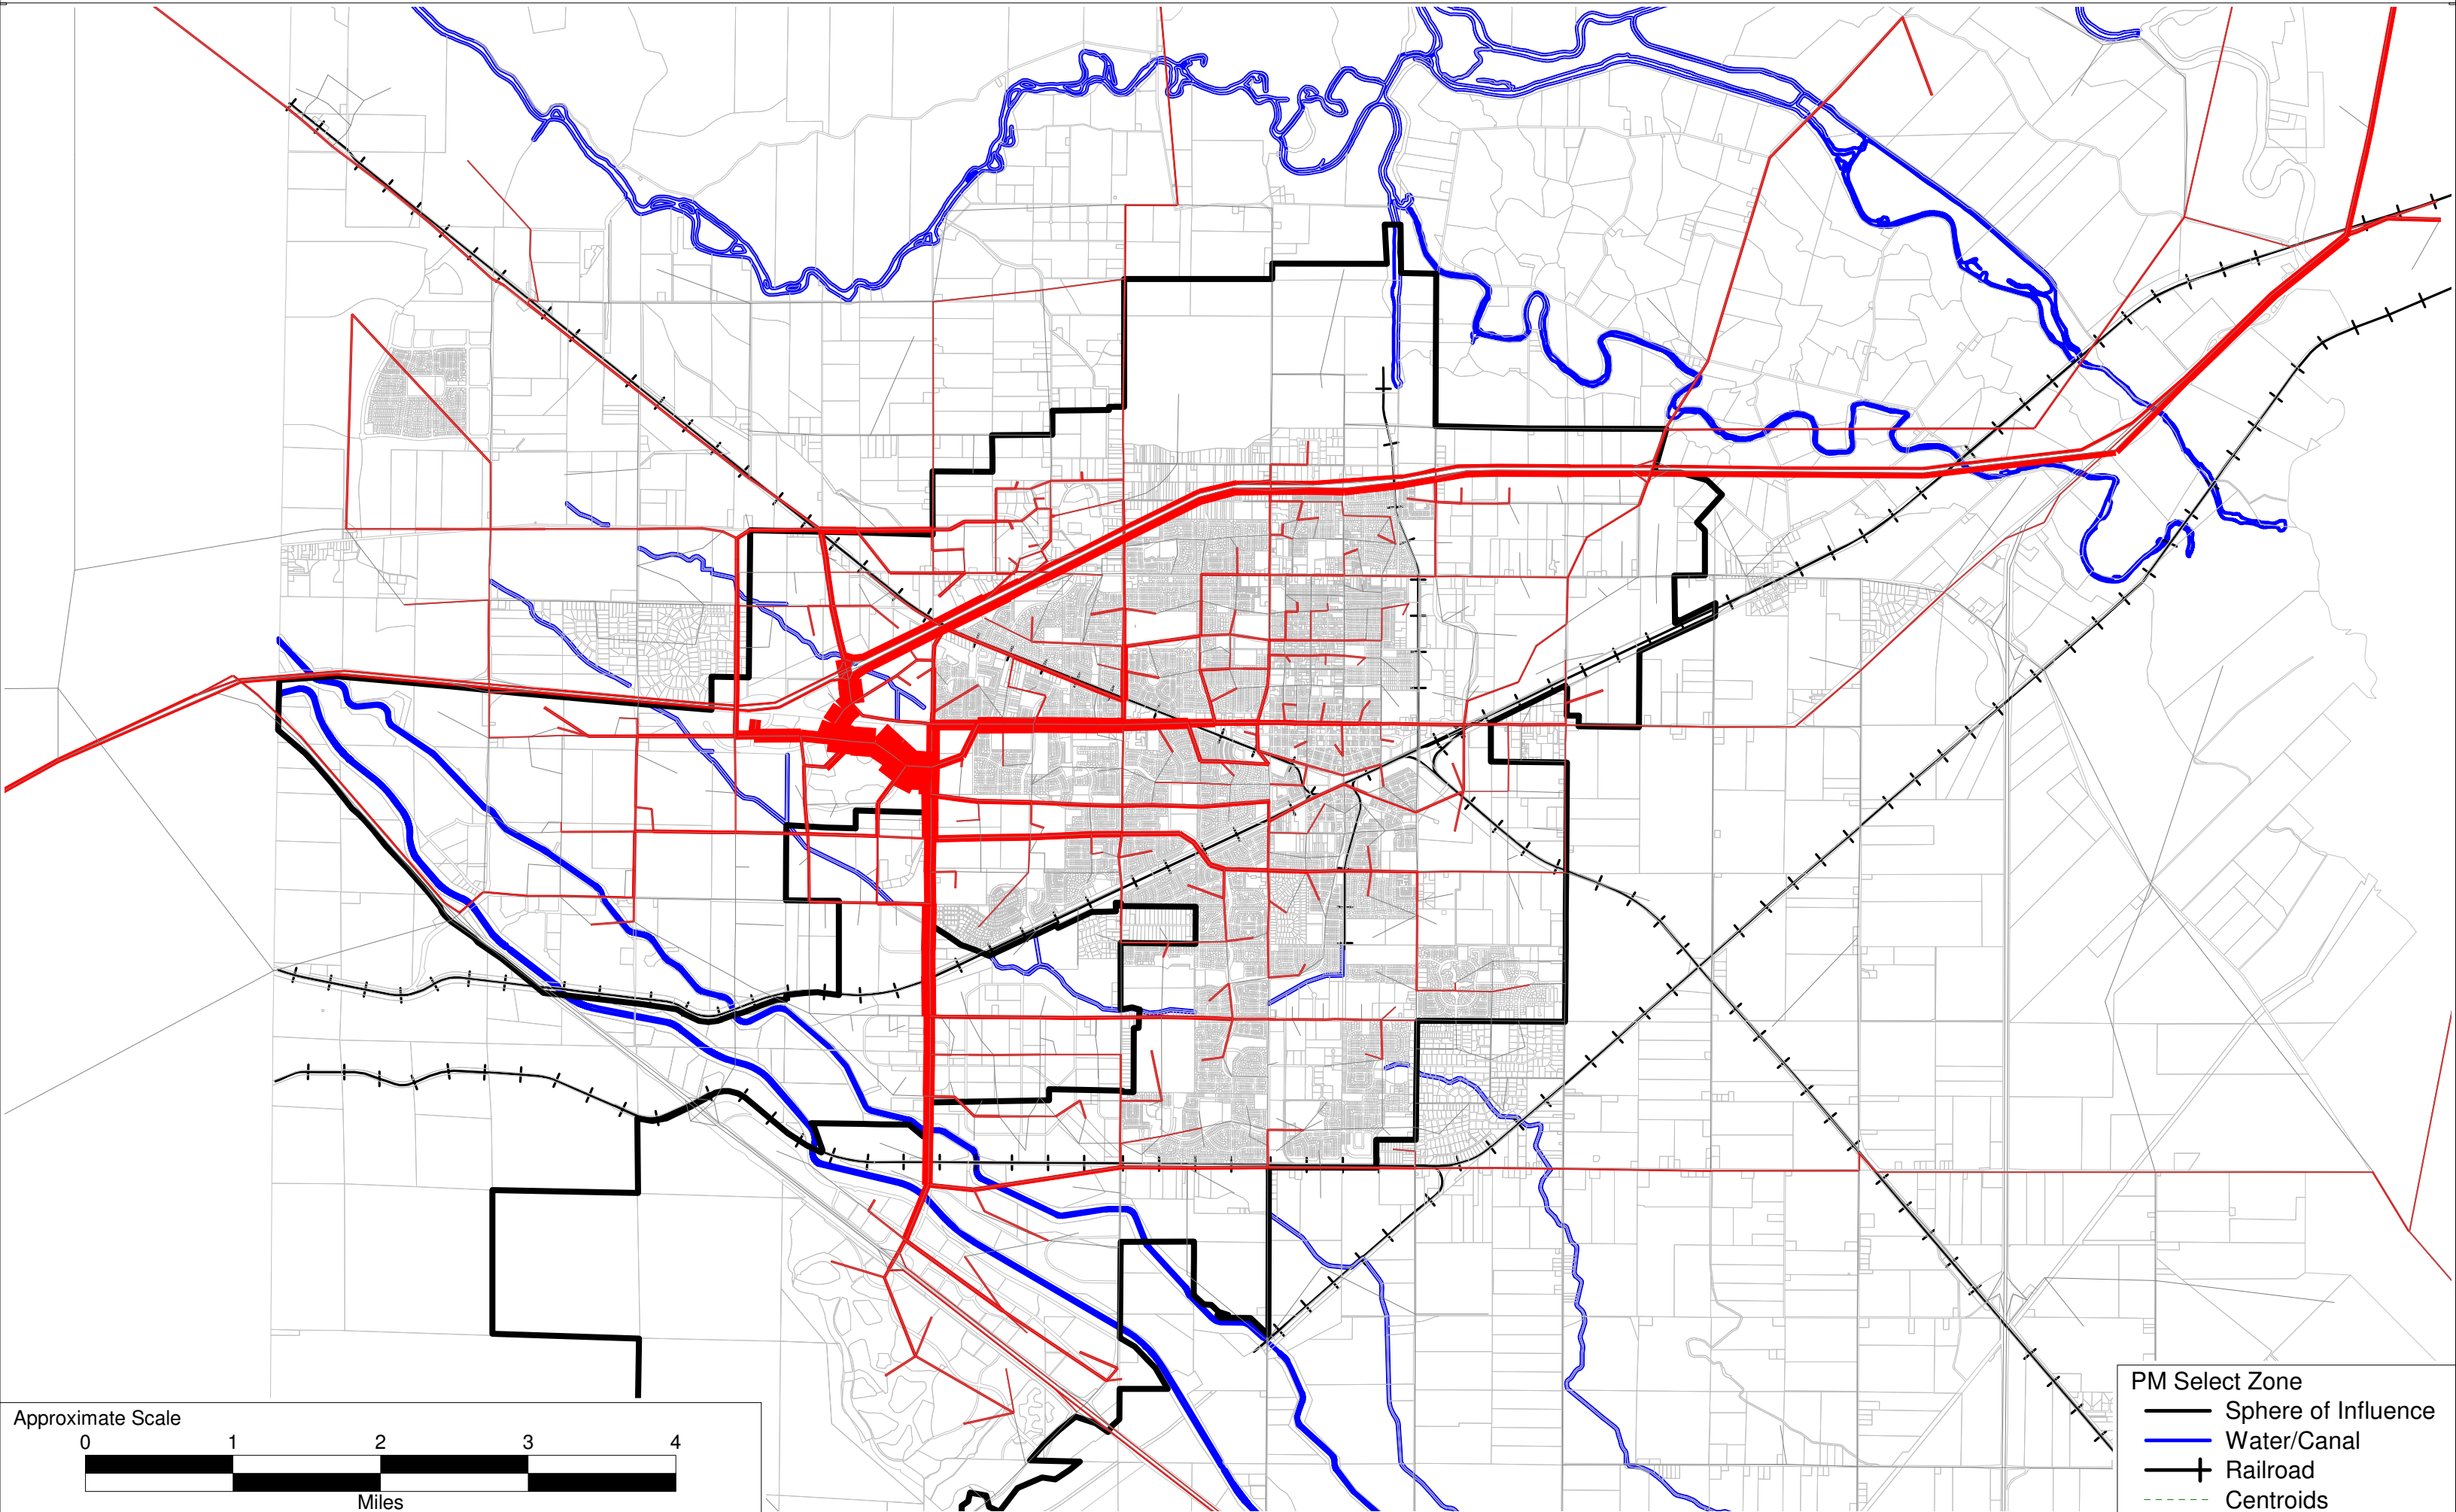 Approximate Scale
0 1 2 3 4
Miles
PM Select Zone
Sphere of Influence
Water/Canal
Railroad
Centroids